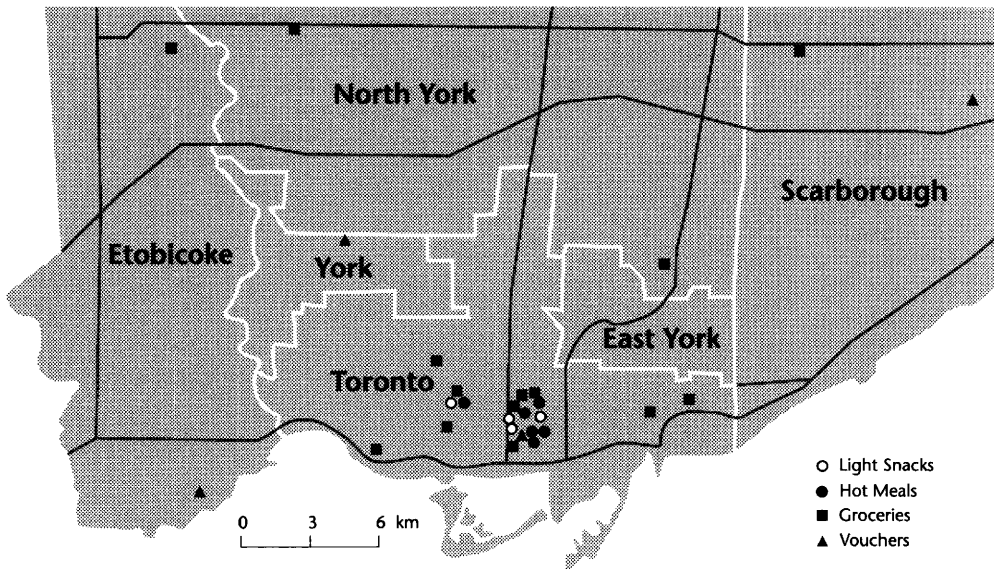 North York
Scarborough
Etobicoke
York
East York
Toronto
Light Snacks
Hot Meals
Groceries
Vouchers
0 3 6 km